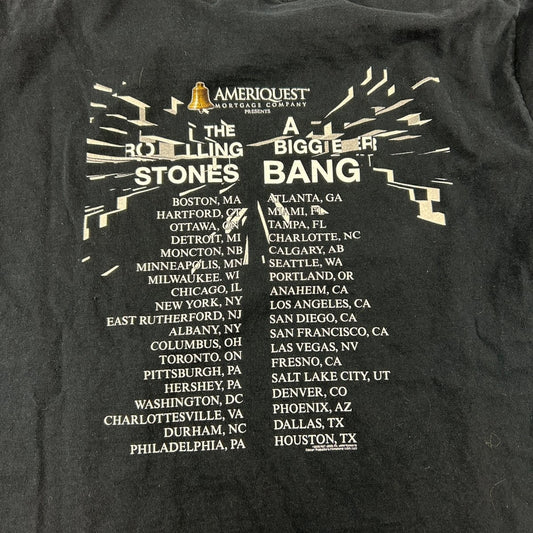 AMERIQUEST®
MORTGAGE COMPANY
PRESENTS
THE
ROLLING
STONES
A
BIGGER
BANG
BOSTON, MA
HARTFORD, CT
OTTAWA, ON
DETROIT, MI
MONCTON, NB
MINNEAPOLIS, MN
MILWAUKEE, WI
CHICAGO, IL
NEW YORK, NY
EAST RUTHERFORD, NJ
ALBANY, NY
COLUMBUS, OH
TORONTO, ON
PITTSBURGH, PA
HERSHEY, PA
WASHINGTON, DC
CHARLOTTESVILLE, VA
DURHAM, NC
PHILADELPHIA, PA
ATLANTA, GA
MIAMI, FL
TAMPA, FL
CHARLOTTE, NC
CALGARY, AB
SEATTLE, WA
PORTLAND, OR
ANAHEIM, CA
LOS ANGELES, CA
SAN DIEGO, CA
SAN FRANCISCO, CA
LAS VEGAS, NV
FRESNO, CA
SALT LAKE CITY, UT
DENVER, CO
PHOENIX, AZ
DALLAS, TX
HOUSTON, TX